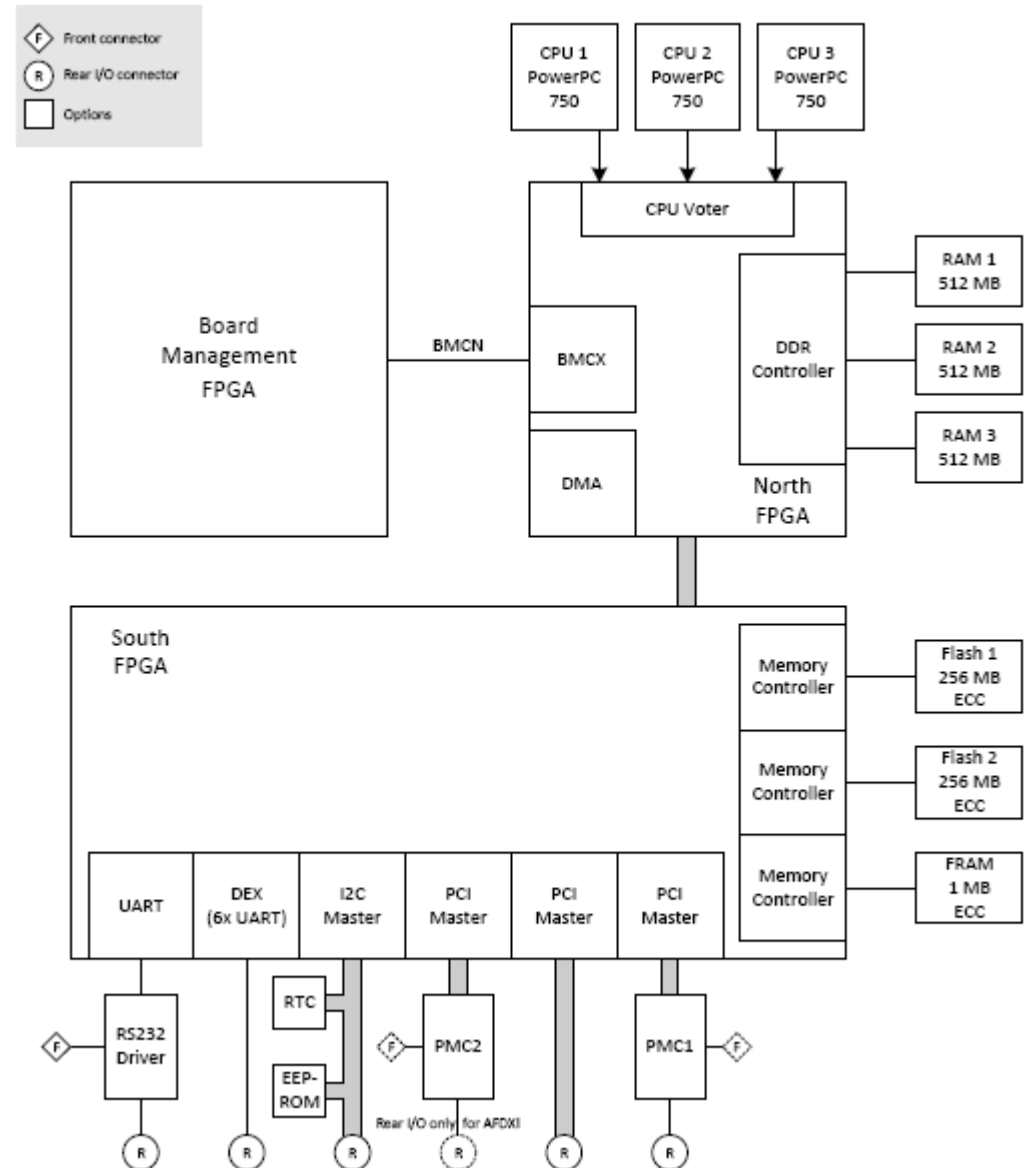 F Front connector
R Rear I/O connector
Options
CPU 1
PowerPC
750
CPU 2
PowerPC
750
CPU 3
PowerPC
750
CPU Voter
Board
Management
FPGA
BMCN
BMCX
DMA
DDR
Controller
North
FPGA
RAM 1
512 MB
RAM 2
512 MB
RAM 3
512 MB
South
FPGA
Memory
Controller
Memory
Controller
Memory
Controller
Flash 1
256 MB
ECC
Flash 2
256 MB
ECC
FRAM
1 MB
ECC
UART
DEX
(6x UART)
I2C
Master
PCI
Master
PCI
Master
PCI
Master
RTC
EEP-
ROM
F
RS232
Driver
F
PMC2
PMC1
F
Rear I/O only for AFDX!
R
R
R
R
R
R